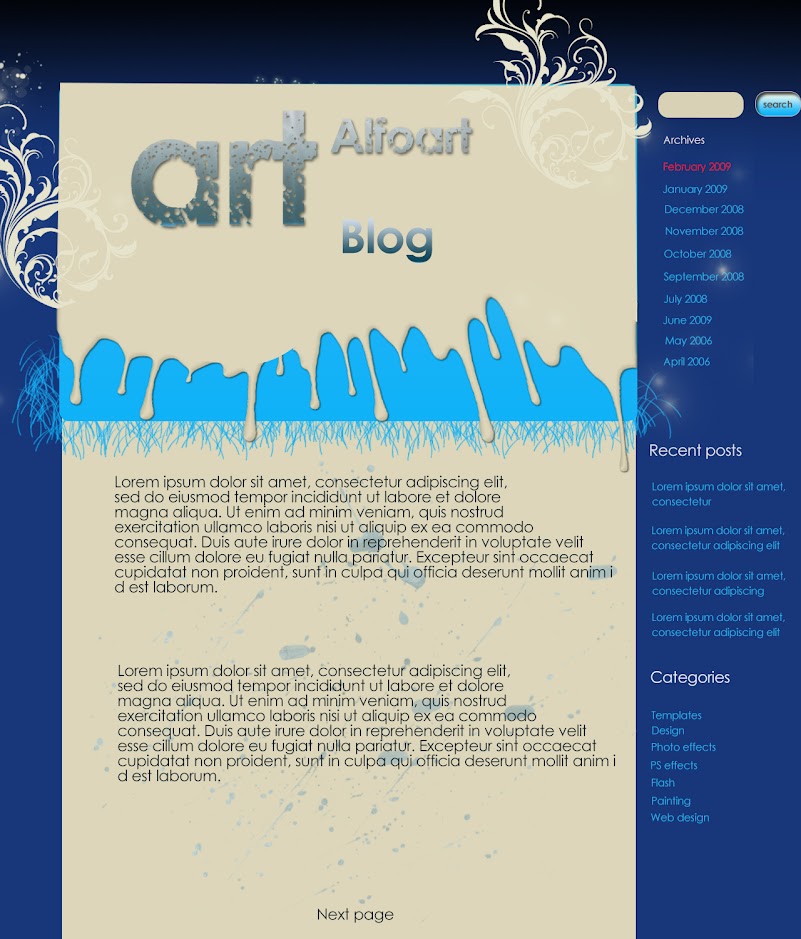 art
Alfoart
Blog
Lorem ipsum dolor sit amet, consectetur adipiscing elit,
sed do eiusmod tempor incididunt ut labore et dolore
magna aliqua. Ut enim ad minim veniam, quis nostrud
exercitation ullamco laboris nisi ut aliquip ex ea commodo
consequat. Duis aute irure dolor in reprehenderit in voluptate velit
esse cillum dolore eu fugiat nulla pariatur. Excepteur sint occaecat
cupidatat non proident, sunt in culpa qui officia deserunt mollit anim i
d est laborum.
Lorem ipsum dolor sit amet, consectetur adipiscing elit,
sed do eiusmod tempor incididunt ut labore et dolore
magna aliqua. Ut enim ad minim veniam, quis nostrud
exercitation ullamco laboris nisi ut aliquip ex ea commodo
consequat. Duis aute irure dolor in reprehenderit in voluptate velit
esse cillum dolore eu fugiat nulla pariatur. Excepteur sint occaecat
cupidatat non proident, sunt in culpa qui officia deserunt mollit anim i
d est laborum.
Next page
search
Archives
February 2009
January 2009
December 2008
November 2008
October 2008
September 2008
July 2008
June 2009
May 2006
April 2006
Recent posts
Lorem ipsum dolor sit amet,
consectetur
Lorem ipsum dolor sit amet,
consectetur adipiscing elit
Lorem ipsum dolor sit amet,
consectetur adipiscing
Lorem ipsum dolor sit amet,
consectetur adipiscing elit
Categories
Templates
Design
Photo effects
PS effects
Flash
Painting
Web design